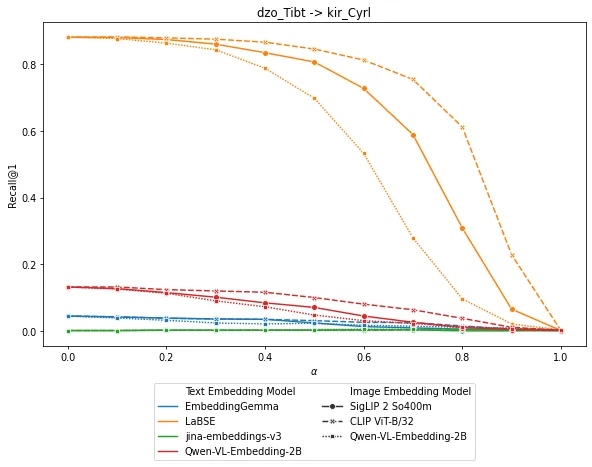 dzo_Tibt -> kir_Cyrl
Recall@1
0.8
0.6
0.4
0.2
0.0
0.0 0.2 0.4 0.6 0.8 1.0
α
Text Embedding Model Image Embedding Model
EmbeddingGemma SigLIP 2 So400m
LaBSE CLIP ViT-B/32
jina-embeddings-v3 Qwen-VL-Embedding-2B
Qwen-VL-Embedding-2B